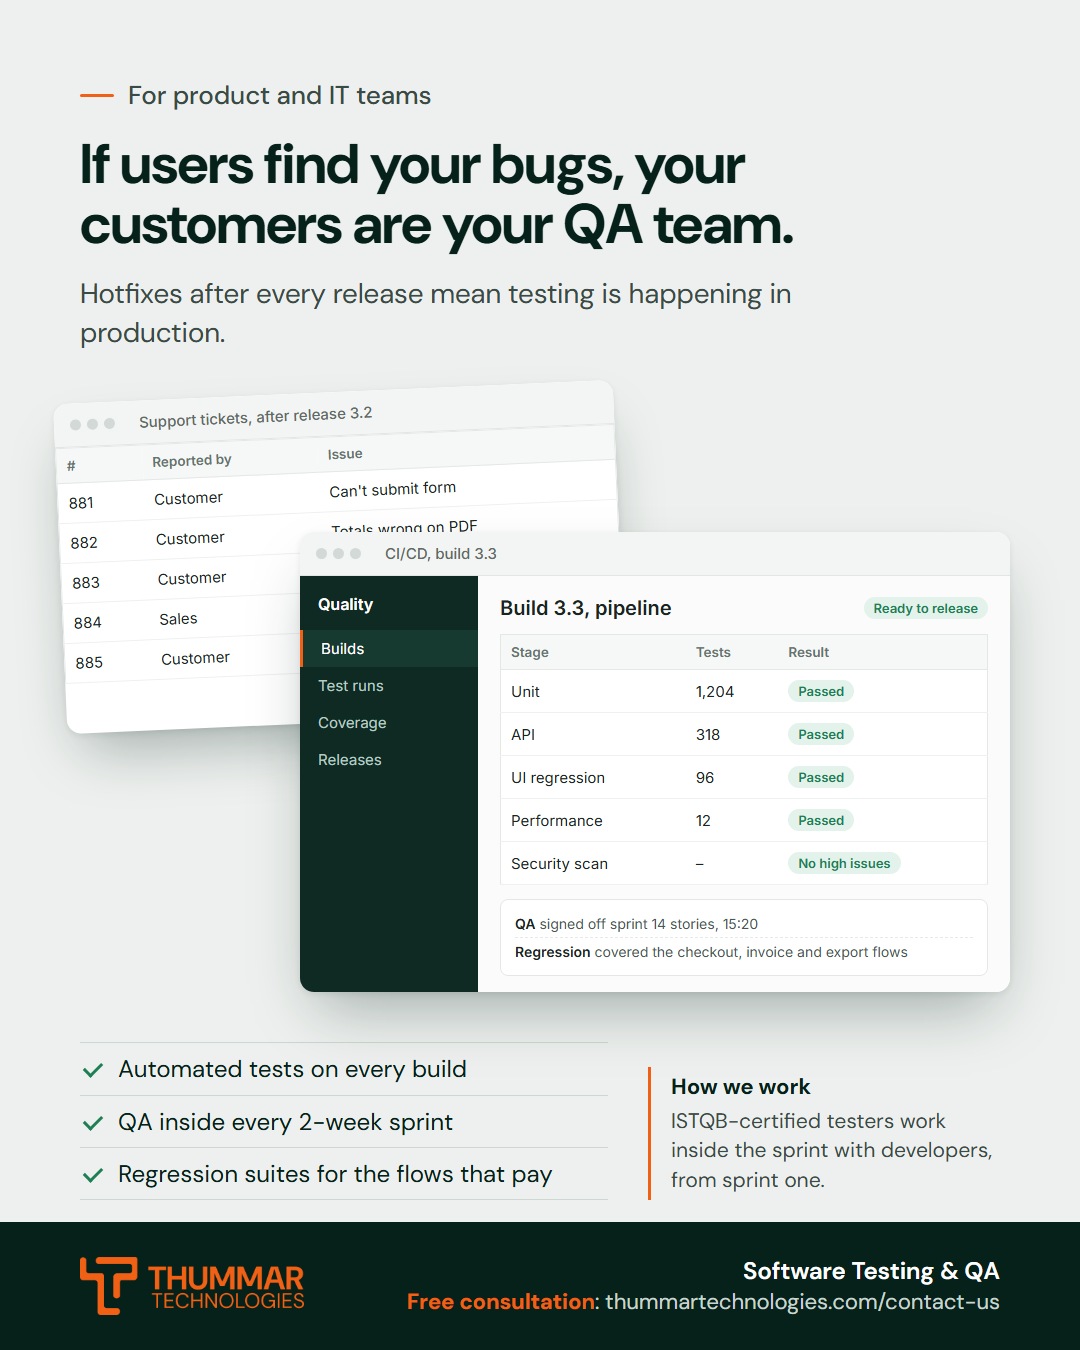 For product and IT teams
If users find your bugs, your
customers are your QA team.
Hotfixes after every release mean testing is happening in
production.
Support tickets, after release 3.2
# Reported by Issue
881 Customer Can't submit form
882 Customer Totals wrong on PDF
883 Customer
884 Sales
885 Customer
CI/CD, build 3.3
Quality
Builds
Test runs
Coverage
Releases
Build 3.3, pipeline Ready to release
Stage Tests Result
Unit 1,204 Passed
API 318 Passed
UI regression 96 Passed
Performance 12 Passed
Security scan – No high issues
QA signed off sprint 14 stories, 15:20
Regression covered the checkout, invoice and export flows
Automated tests on every build
QA inside every 2-week sprint
Regression suites for the flows that pay
How we work
ISTQB-certified testers work
inside the sprint with developers,
from sprint one.
THUMMAR
TECHNOLOGIES
Software Testing & QA
Free consultation: thummartechnologies.com/contact-us